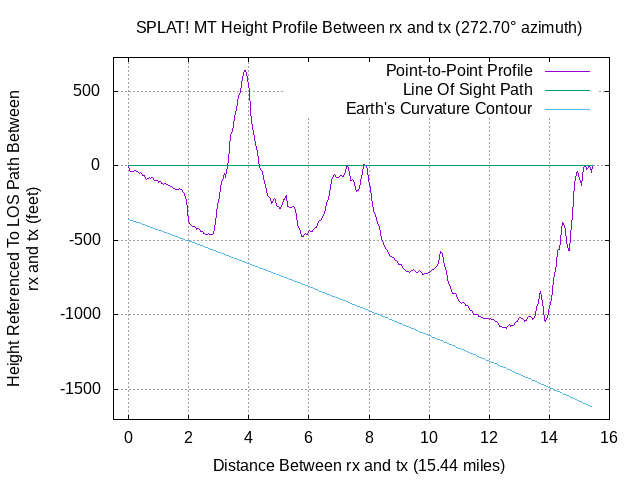 SPLAT! MT Height Profile Between rx and tx (272.70° azimuth)
Point-to-Point Profile
Line Of Sight Path
Earth's Curvature Contour
500
0
-500
-1000
-1500
Height Referenced To LOS Path Between
rx and tx (feet)
0 2 4 6 8 10 12 14 16
Distance Between rx and tx (15.44 miles)